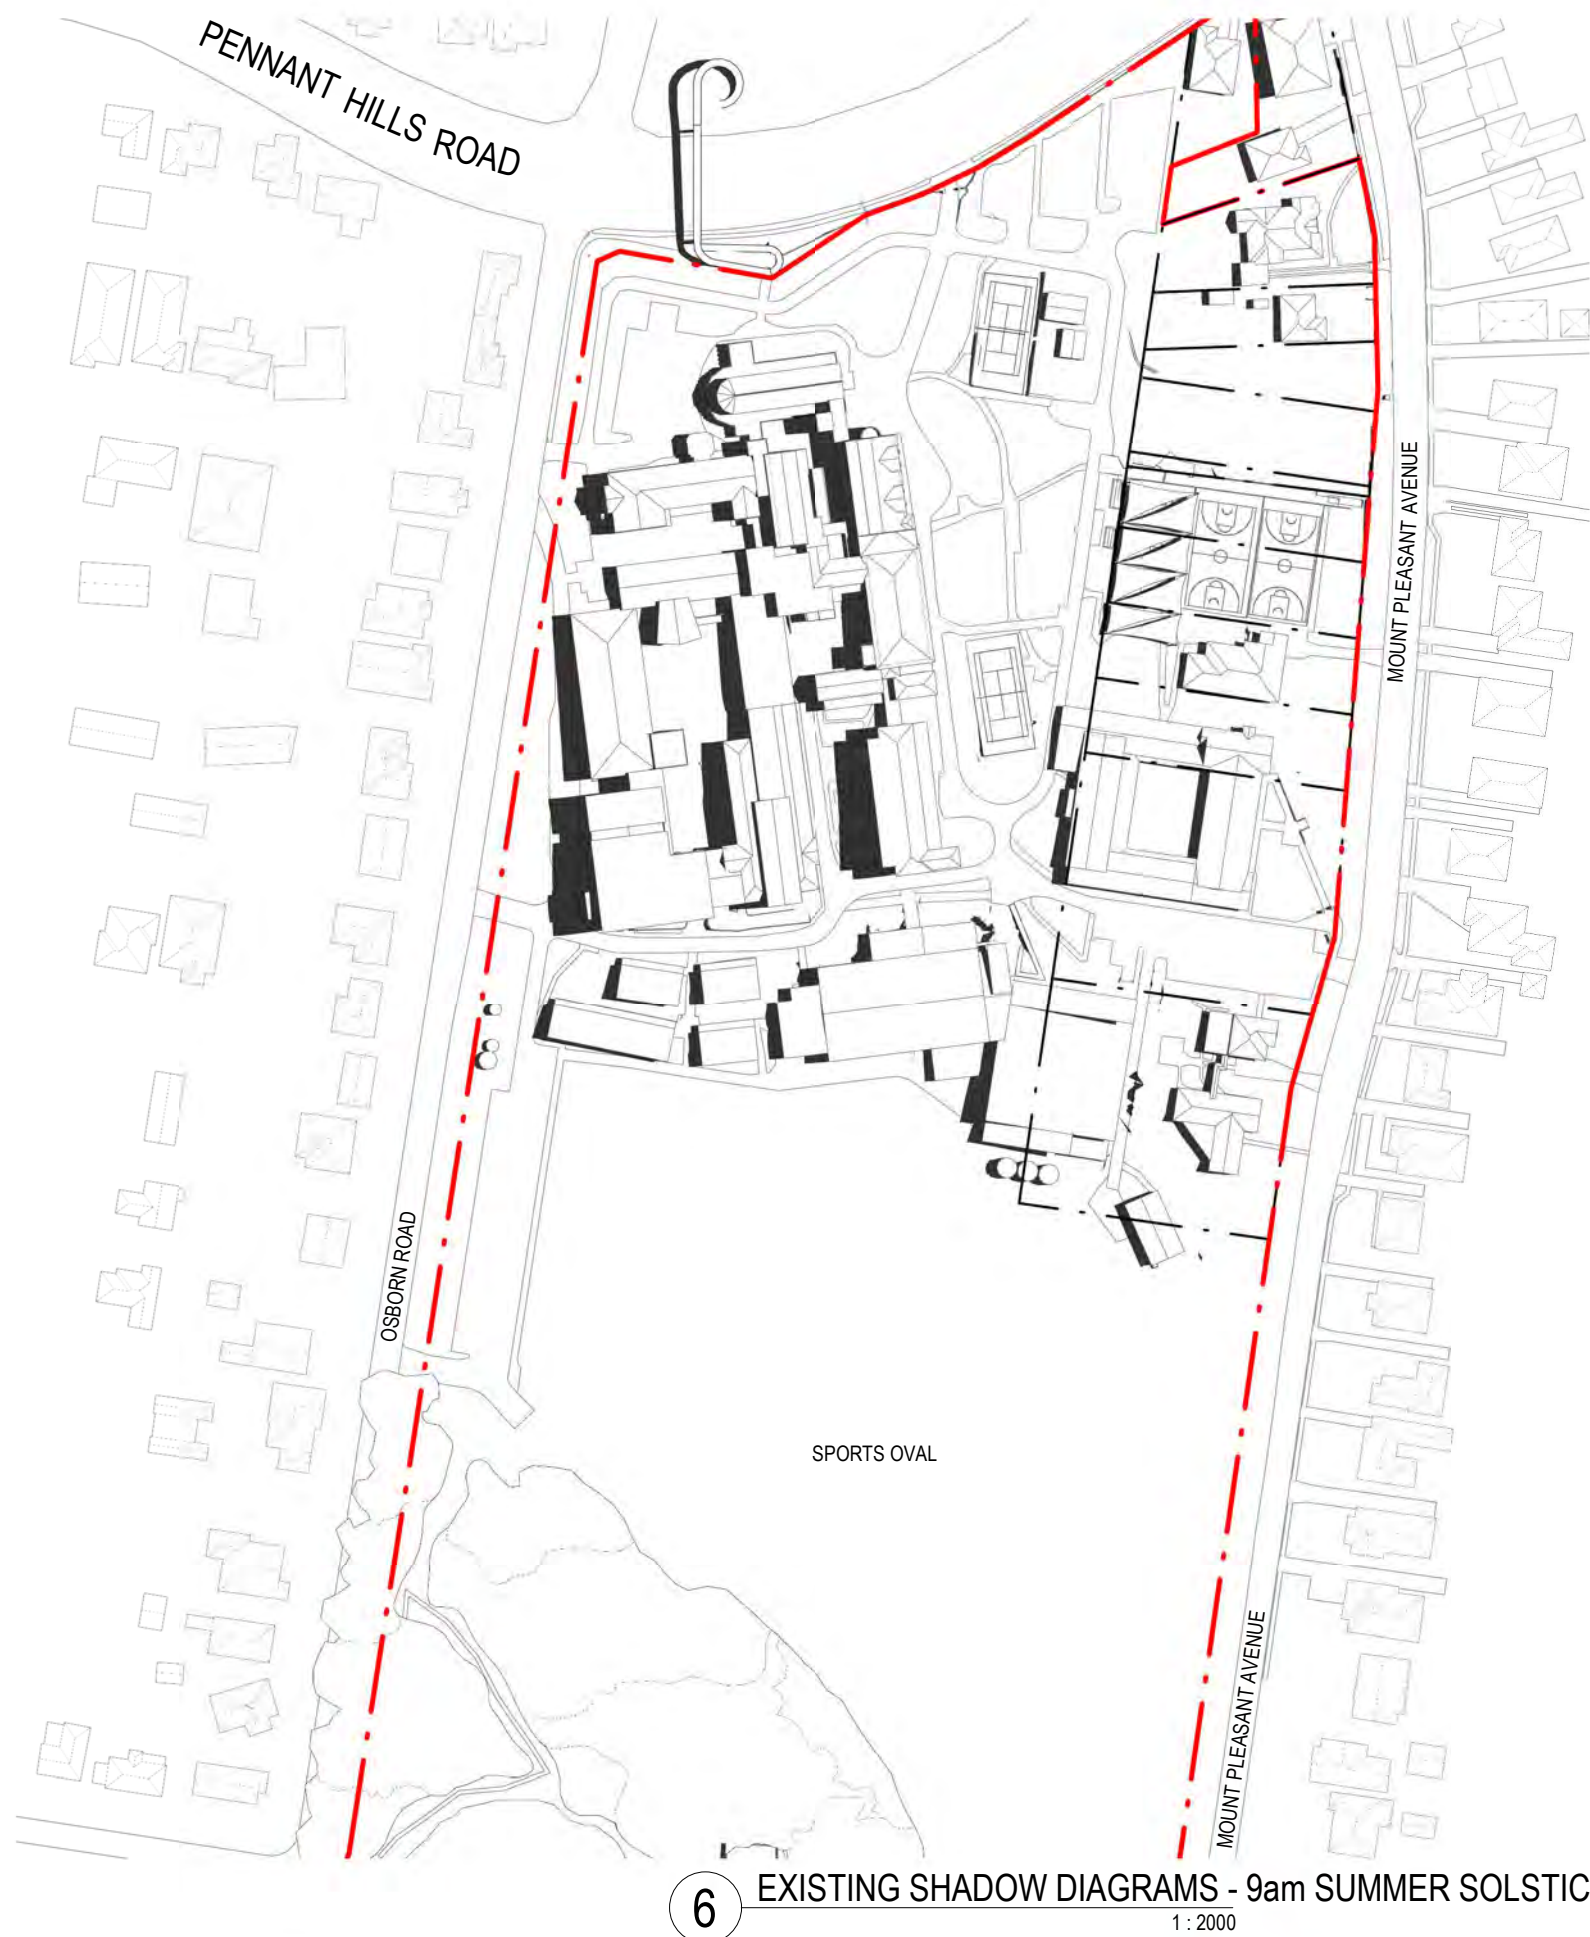 PENNANT HILLS ROAD
MOUNT PLEASANT AVENUE
OSBORN ROAD
SPORTS OVAL
MOUNT PLEASANT AVENUE
6
EXISTING SHADOW DIAGRAMS - 9am SUMMER SOLSTIC
1 : 2000